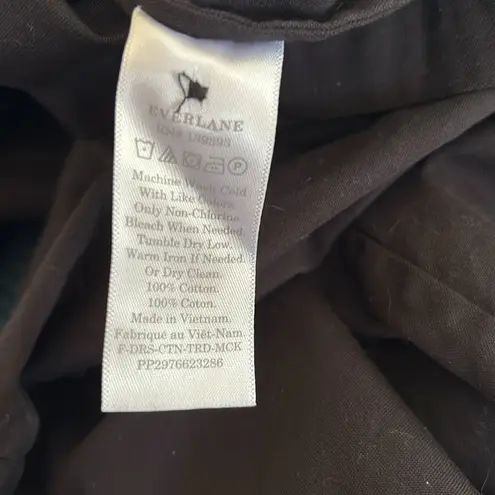 EVERLANE
RN# 139393
Machine Wash Cold
With Like Colors.
Only Non-Chlorine
Bleach When Needed.
Tumble Dry Low.
Warm Iron If Needed.
Or Dry Clean.
100% Cotton.
100% Coton.
Made in Vietnam.
Fabriqué au Viêt-Nam.
F-DRS-CTN-TRD-MCK
PP2976623286